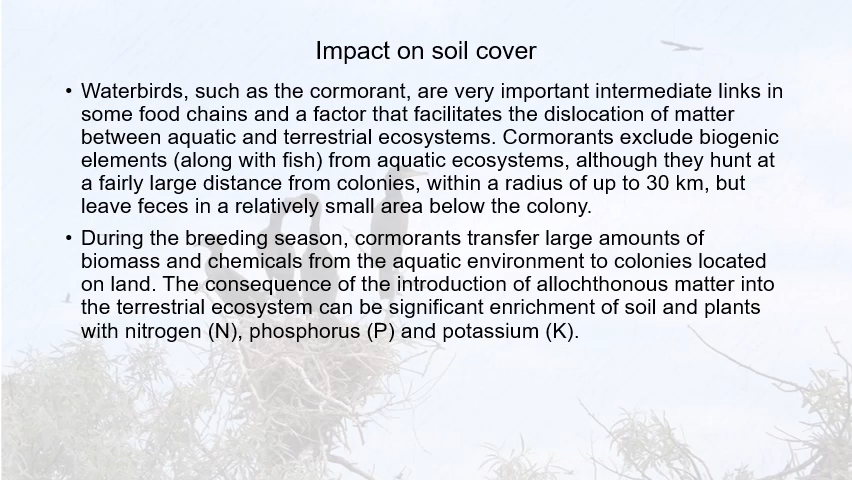 Impact on soil cover
• Waterbirds, such as the cormorant, are very important intermediate links in
some food chains and a factor that facilitates the dislocation of matter
between aquatic and terrestrial ecosystems. Cormorants exclude biogenic
elements (along with fish) from aquatic ecosystems, although they hunt at
a fairly large distance from colonies, within a radius of up to 30 km, but
leave feces in a relatively small area below the colony.
• During the breeding season, cormorants transfer large amounts of
biomass and chemicals from the aquatic environment to colonies located
on land. The consequence of the introduction of allochthonous matter into
the terrestrial ecosystem can be significant enrichment of soil and plants
with nitrogen (N), phosphorus (P) and potassium (K).